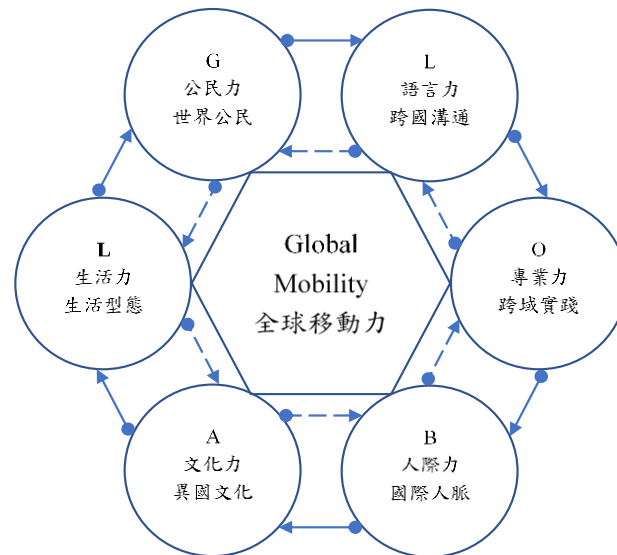 G
公民力
世界公民
L
語言力
跨國溝通
O
專業力
跨域實踐
B
人際力
國際人脈
A
文化力
異國文化
L
生活力
生活型態
Global
Mobility
全球移動力